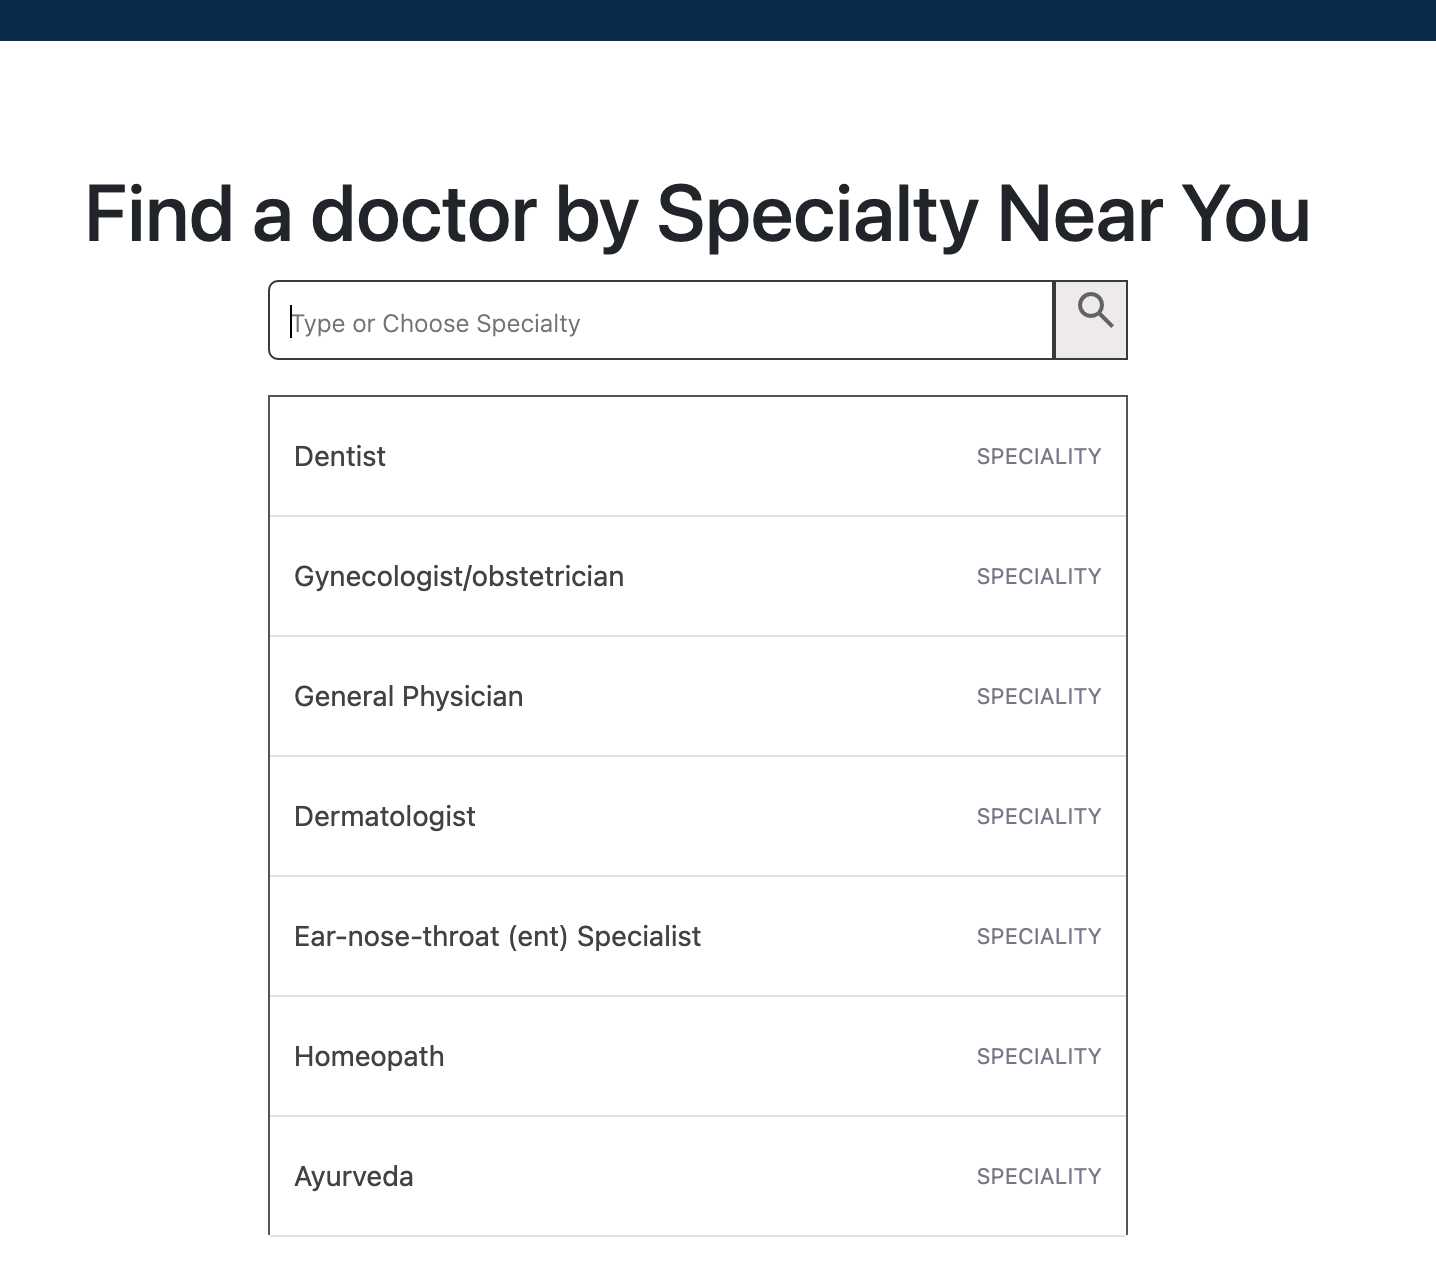 Find a doctor by Specialty Near You
Type or Choose Specialty
Dentist SPECIALITY
Gynecologist/obstetrician SPECIALITY
General Physician SPECIALITY
Dermatologist SPECIALITY
Ear-nose-throat (ent) Specialist SPECIALITY
Homeopath SPECIALITY
Ayurveda SPECIALITY